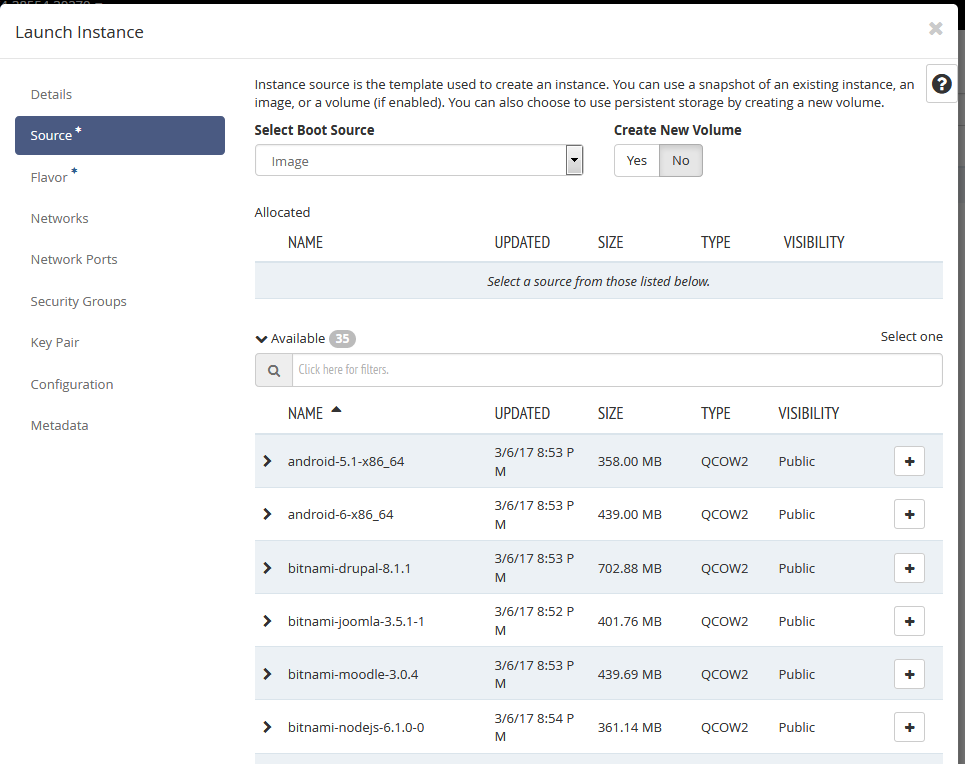 Launch Instance
Details
Source *
Flavor *
Networks
Network Ports
Security Groups
Key Pair
Configuration
Metadata
Instance source is the template used to create an instance. You can use a snapshot of an existing instance, an
image, or a volume (if enabled). You can also choose to use persistent storage by creating a new volume.
Select Boot Source Create New Volume
Image Yes No
Allocated
NAME UPDATED SIZE TYPE VISIBILITY
Select a source from those listed below.
Available 35 Select one
Click here for filters.
NAME UPDATED SIZE TYPE VISIBILITY
android-5.1-x86_64 3/6/17 8:53 P 358.00 MB QCOW2 Public
M
android-6-x86_64 3/6/17 8:53 P 439.00 MB QCOW2 Public
M
bitnami-drupal-8.1.1 3/6/17 8:53 P 702.88 MB QCOW2 Public
M
bitnami-joomla-3.5.1-1 3/6/17 8:52 P 401.76 MB QCOW2 Public
M
bitnami-moodle-3.0.4 3/6/17 8:53 P 439.69 MB QCOW2 Public
M
bitnami-nodejs-6.1.0-0 3/6/17 8:54 P 361.14 MB QCOW2 Public
M